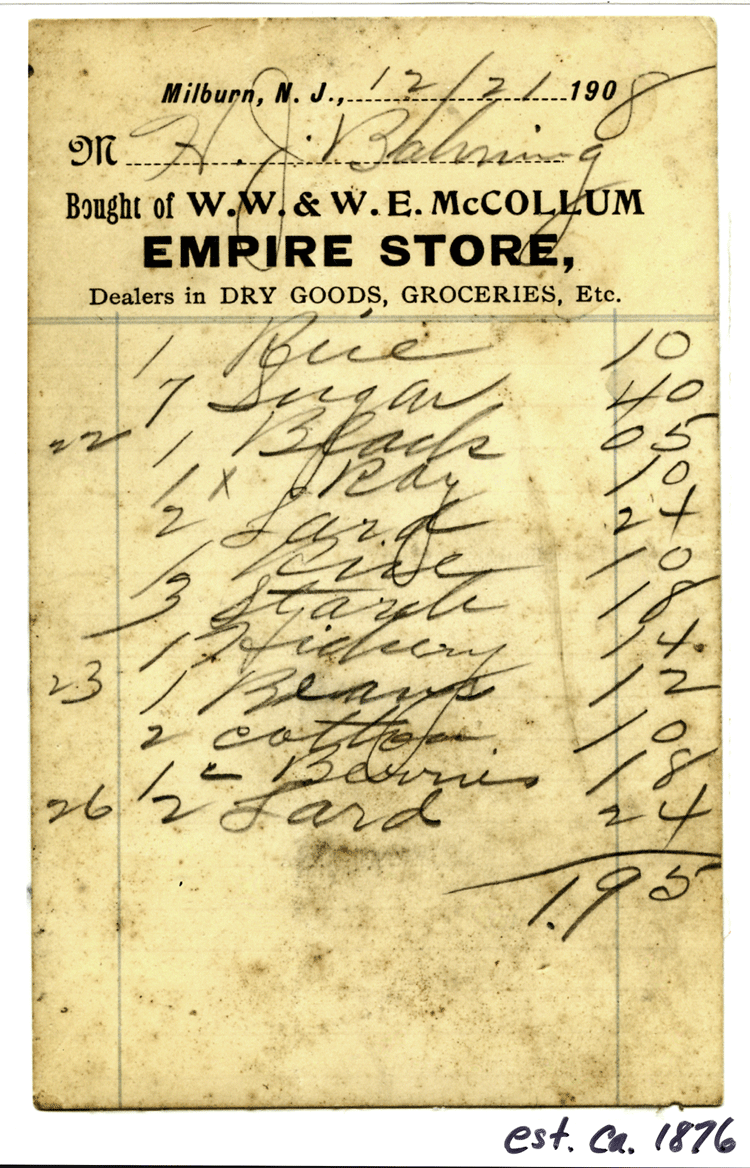 Milburn, N. J., 12/21 1908
M H. J. Bahning
Bought of W. W. & W. E. McCOLLUM
EMPIRE STORE,
Dealers in DRY GOODS, GROCERIES, Etc.
1 Rice 10
7 Sugar 40
22 1 Black 05
1 x 10
2 Lard 24
1 Rice 10
3 Starch 18
1 Hickory 14
23 1 Beans 12
2 cotton 10
1 Berries 18
26 2 Lard 24
1.95
est. ca. 1876